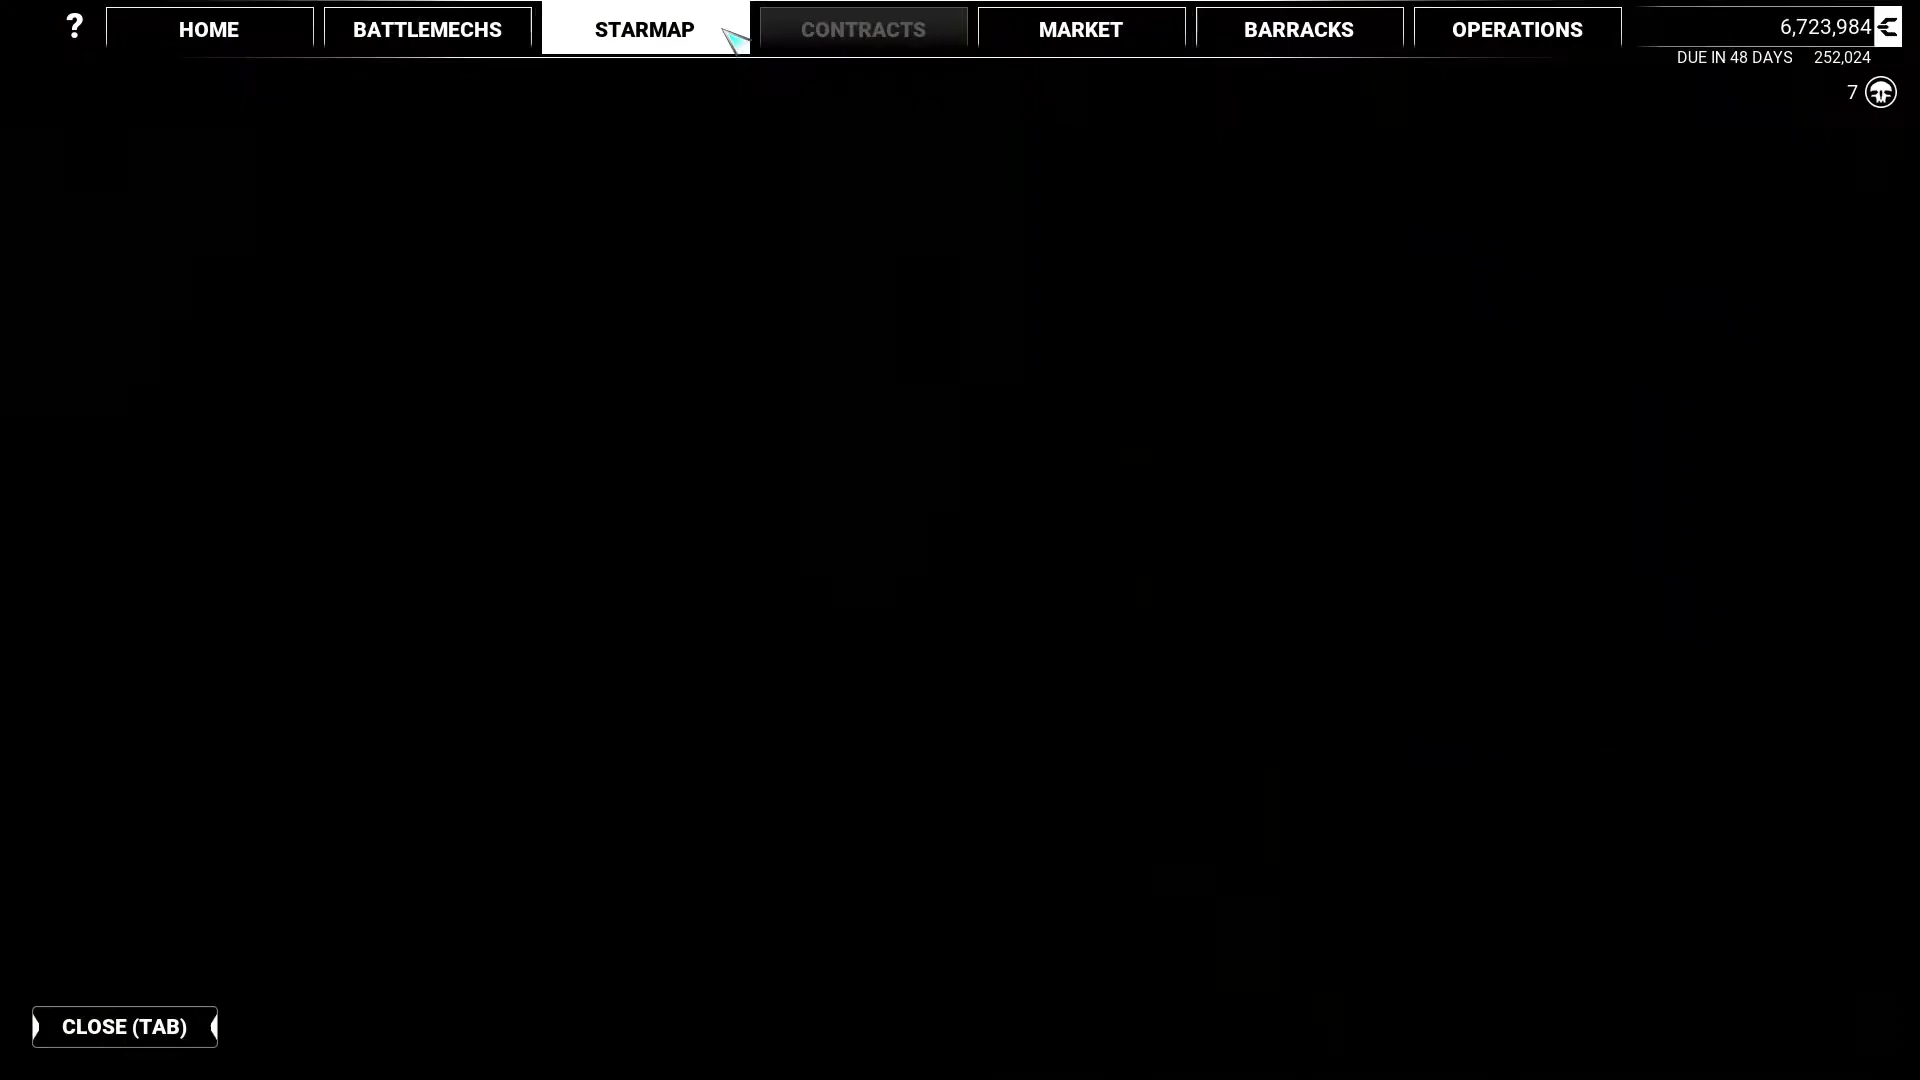 ?
HOME
BATTLEMECHS
STARMAP
CONTRACTS
MARKET
BARRACKS
OPERATIONS
6,723,984
DUE IN 48 DAYS 252,024
7
CLOSE (TAB)